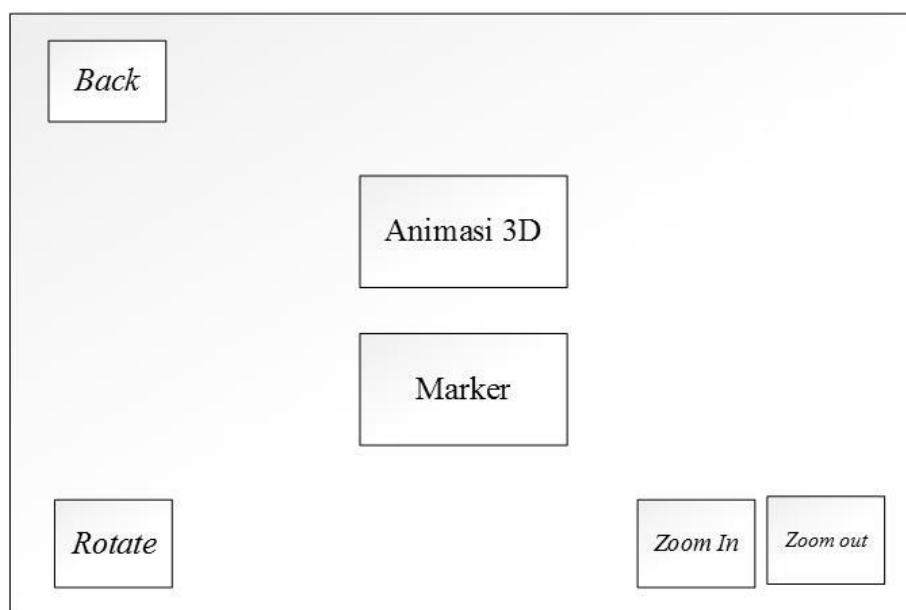 Back
Animasi 3D
Marker
Rotate
Zoom In
Zoom out